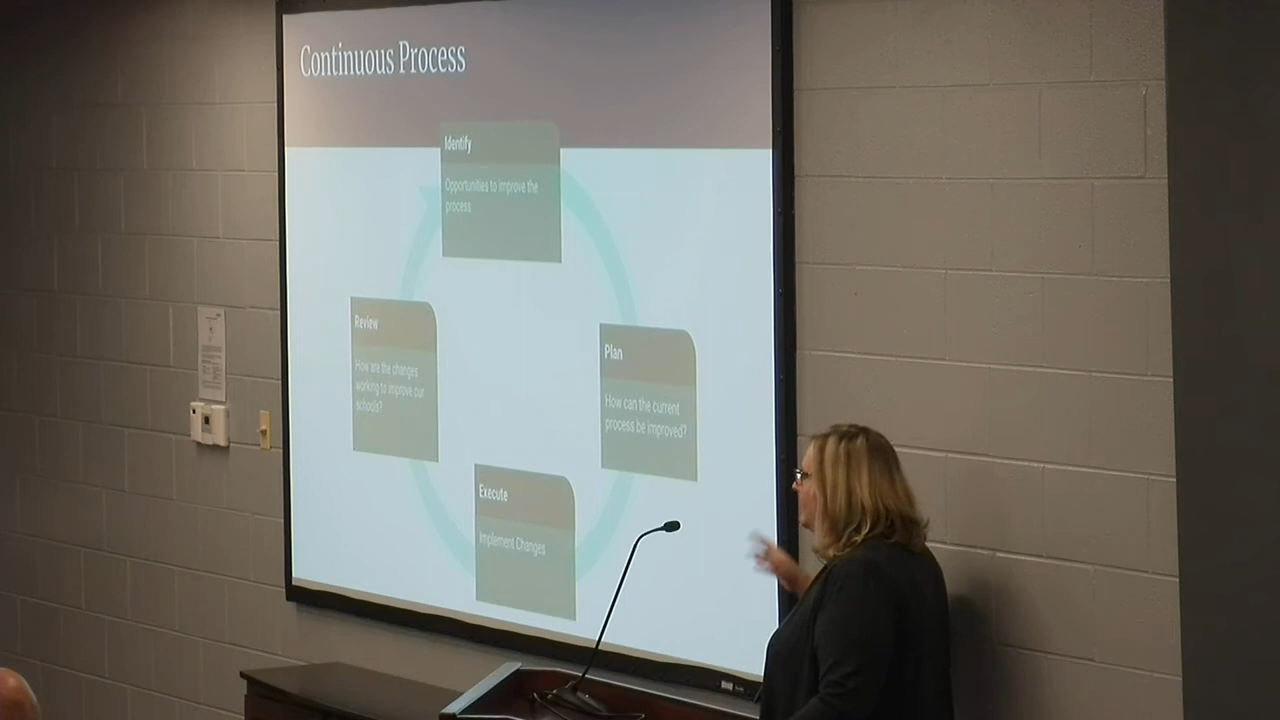 Continuous Process
Identify
Opportunities to improve the
process
Plan
How can the current
process be improved?
Execute
Implement Changes
Review
How are the changes
working to improve our
schools?